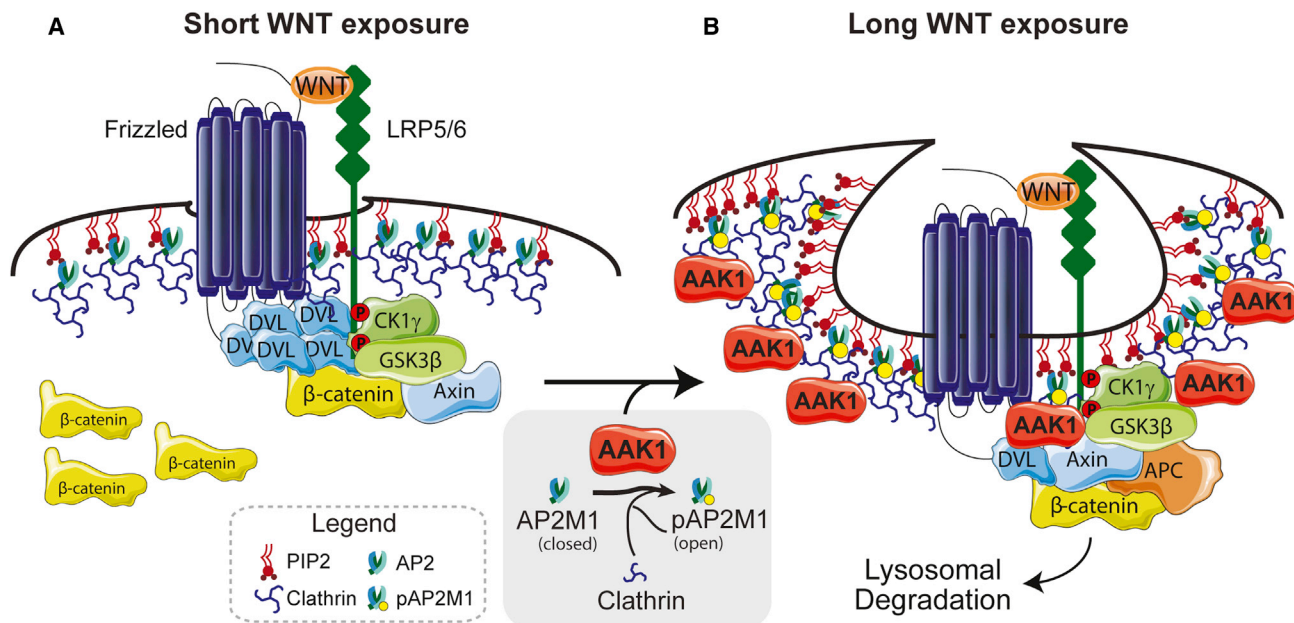 A
Short WNT exposure
B
Long WNT exposure
WNT
Frizzled
LRP5/6
DVL
P
CK1γ
DV
DVL
DVL
P
GSK3β
β-catenin
Axin
β-catenin
β-catenin
β-catenin
Legend
PIP2
AP2
Clathrin
pAP2M1
AAK1
AP2M1
(closed)
pAP2M1
(open)
Clathrin
WNT
AAK1
AAK1
AAK1
AAK1
AAK1
P
CK1γ
P
AAK1
GSK3β
DVL
Axin
APC
β-catenin
Lysosomal
Degradation